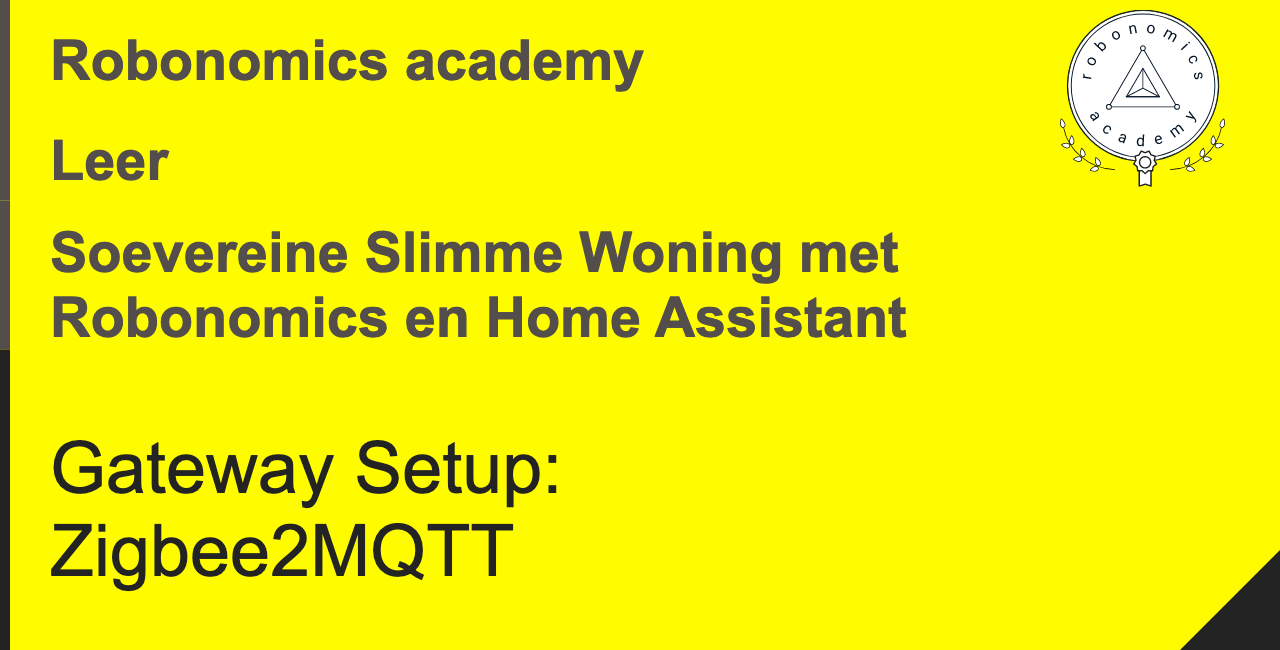 Robonomics academy
Leer
Soevereine Slimme Woning met
Robonomics en Home Assistant
Gateway Setup:
Zigbee2MQTT
robonomics
academy